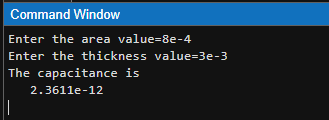 Command Window
Enter the area value=8e-4
Enter the thickness value=3e-3
The capacitance is
2.3611e-12